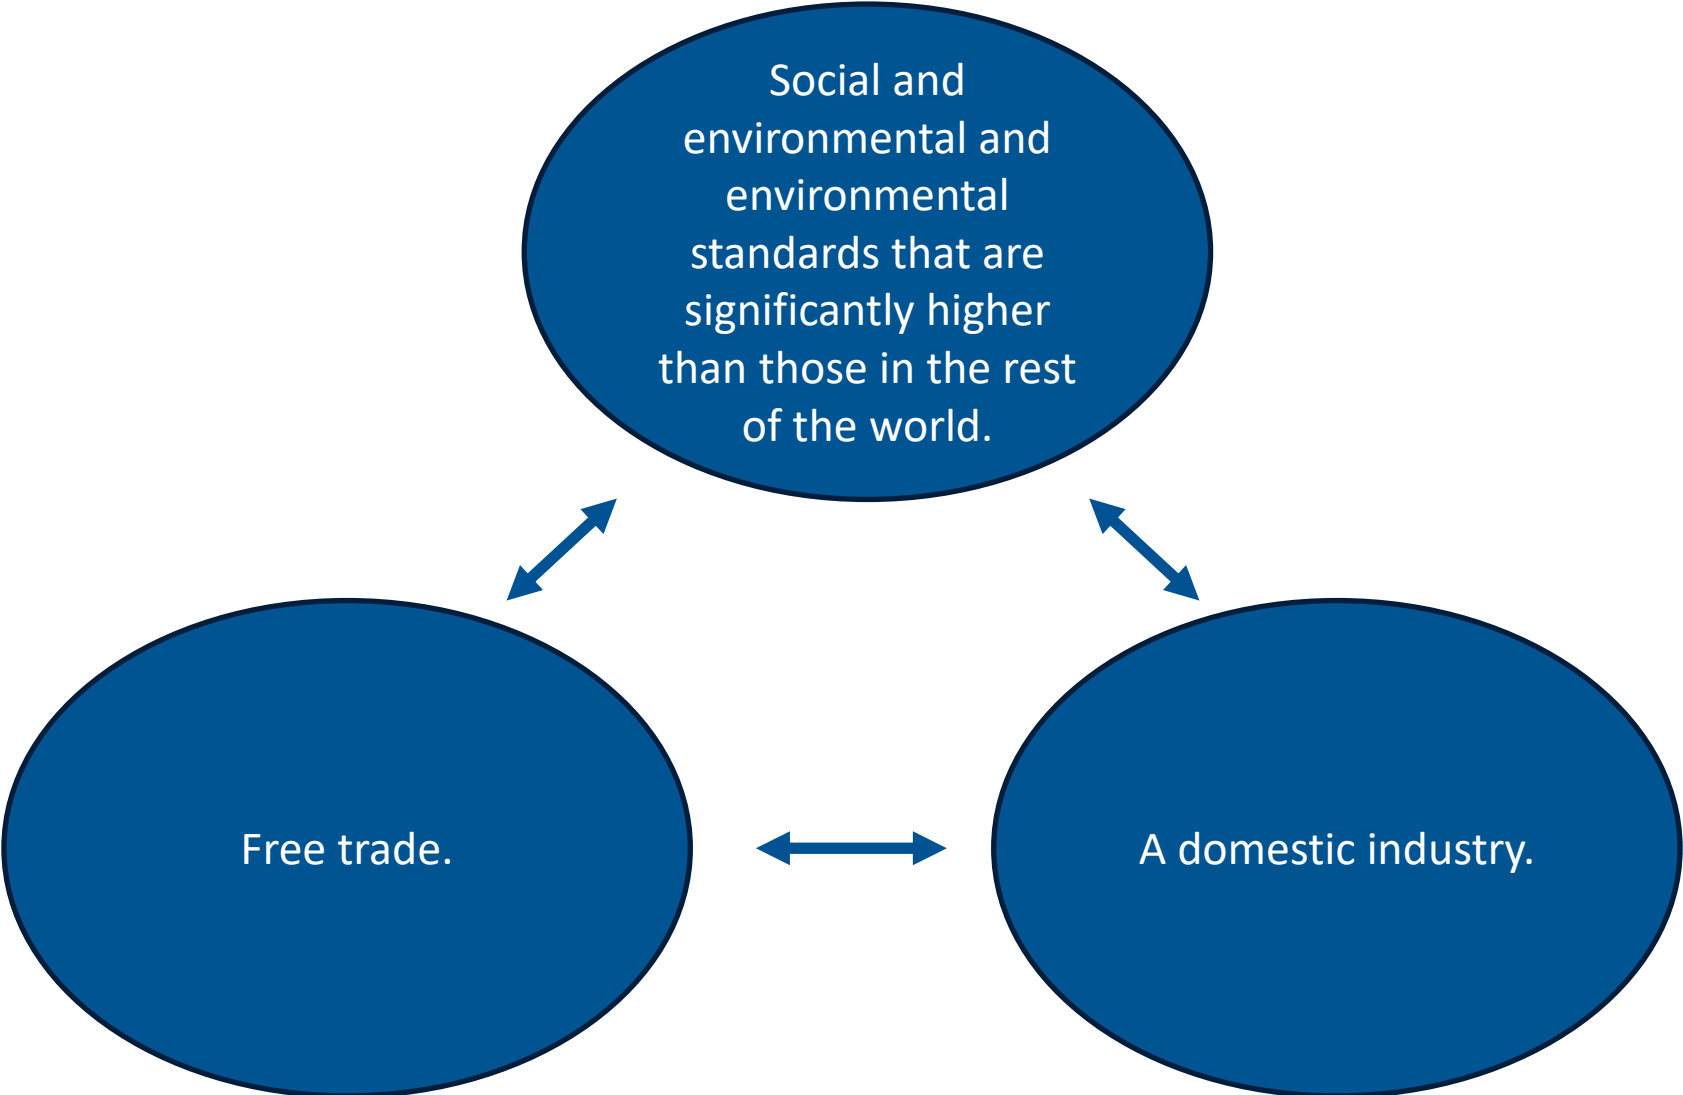 Social and
environmental and
environmental
standards that are
significantly higher
than those in the rest
of the world.
Free trade.
A domestic industry.